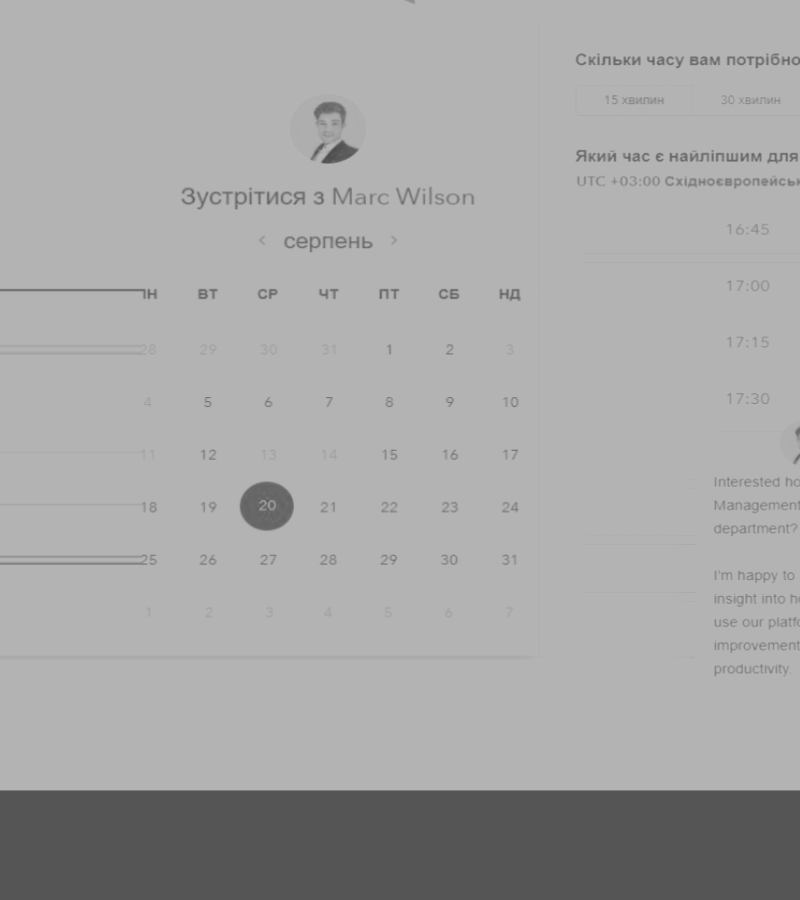 Зустрітися з Marc Wilson
серпень
ПН ВТ СР ЧТ ПТ СБ НД
28 29 30 31 1 2 3
4 5 6 7 8 9 10
11 12 13 14 15 16 17
18 19 20 21 22 23 24
25 26 27 28 29 30 31
1 2 3 4 5 6 7
Скільки часу вам потрібно
15 хвилин 30 хвилин
Який час є найліпшим для
UTC +03:00
16:45
17:00
17:15
17:30
Interested
Management
department?
I'm happy to
insight into
use our
improvement
productivity.